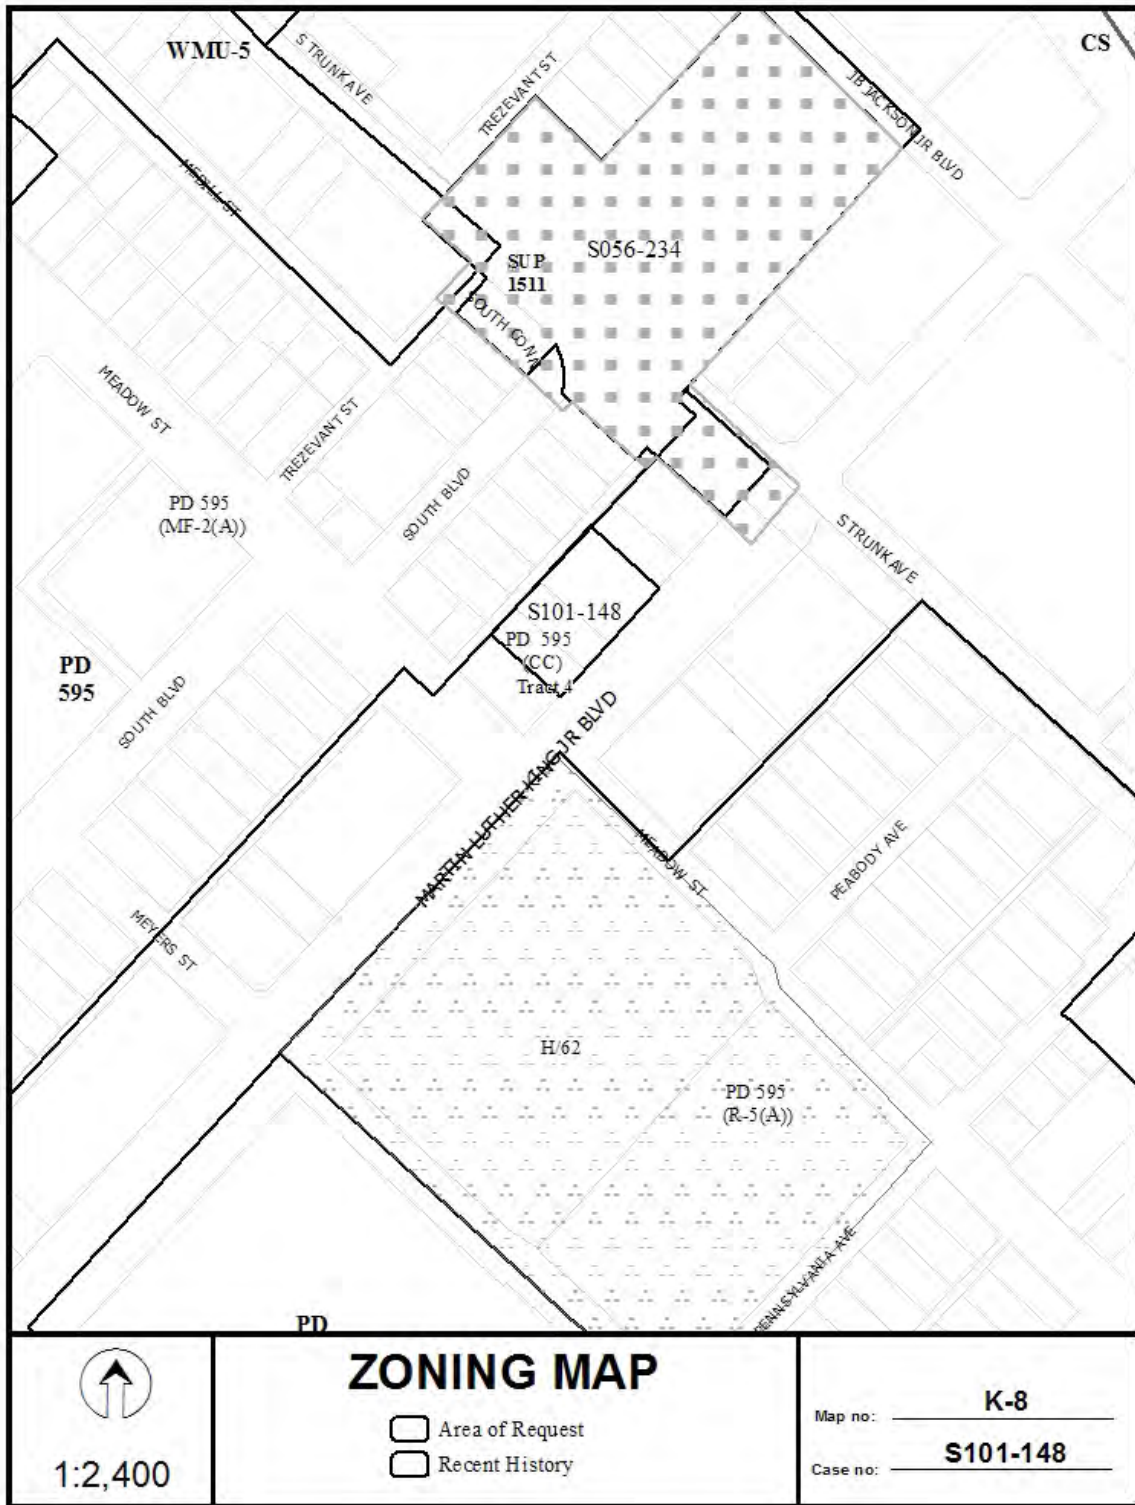 WMU-5
S TRUNK AVE
TREZEVANT ST
CS
JB JACKSON JR BLVD
MEDILL ST
S056-234
SUP
1511
MEADOW ST
TREZEVANT ST
SOUTH BLVD
PD 595
(MF-2(A))
S TRUNK AVE
S101-148
PD 595
(CC)
Tract 4
PD
595
SOUTH BLVD
MARTIN LUTHER KING JR BLVD
MEADOW ST
PEABODY AVE
MEYERS ST
H/62
PD 595
(R-5(A))
PENNSYLVANIA AVE
PD
1:2,400
ZONING MAP
Area of Request
Recent History
Map no: K-8
Case no: S101-148